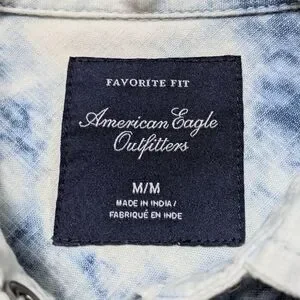 FAVORITE FIT
American Eagle
Outfitters
M/M
MADE IN INDIA/
FABRIQUÉ EN INDE